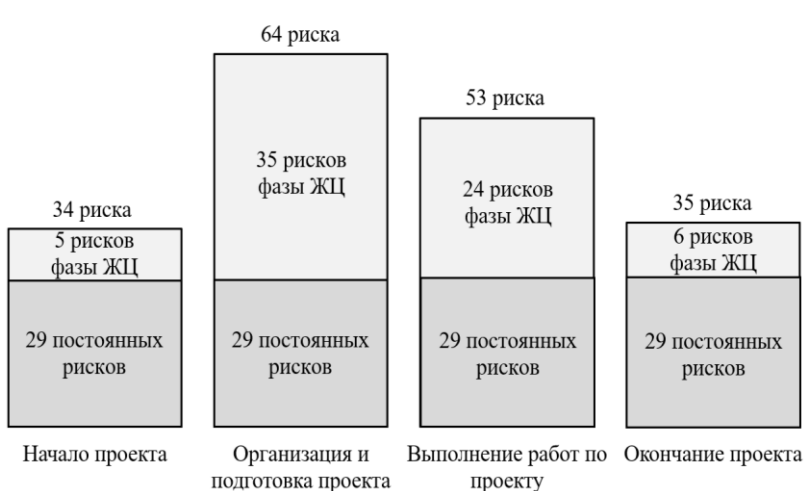 34 риска
5 рисков
фазы ЖЦ
29 постоянных
рисков
Начало проекта
64 риска
35 рисков
фазы ЖЦ
29 постоянных
рисков
Организация и
подготовка проекта
53 риска
24 рисков
фазы ЖЦ
29 постоянных
рисков
Выполнение работ по
проекту
35 риска
6 рисков
фазы ЖЦ
29 постоянных
рисков
Окончание проекта